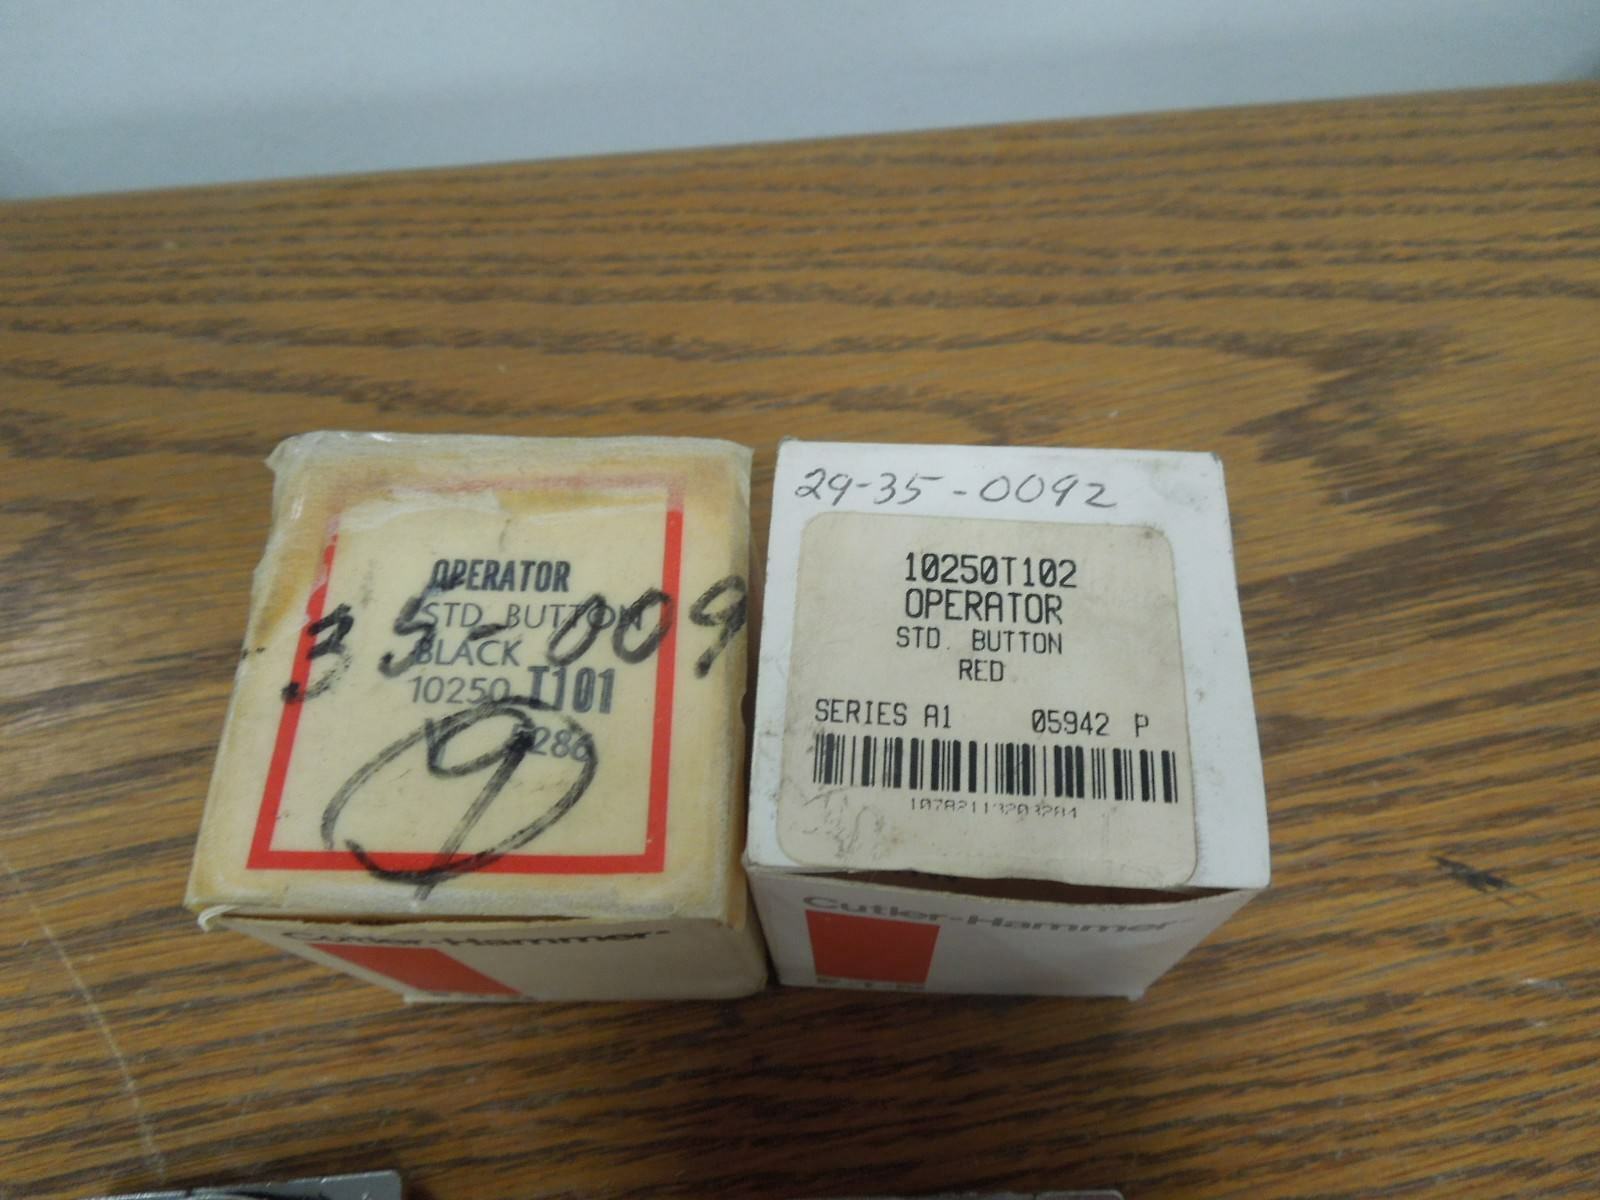 OPERATOR
STD. BUTTON
BLACK
35-009
10250 T101
9
Cutler-Hammer
29-35-0092
10250T102
OPERATOR
STD. BUTTON
RED
SERIES A1 05942 P
Cutler-Hammer